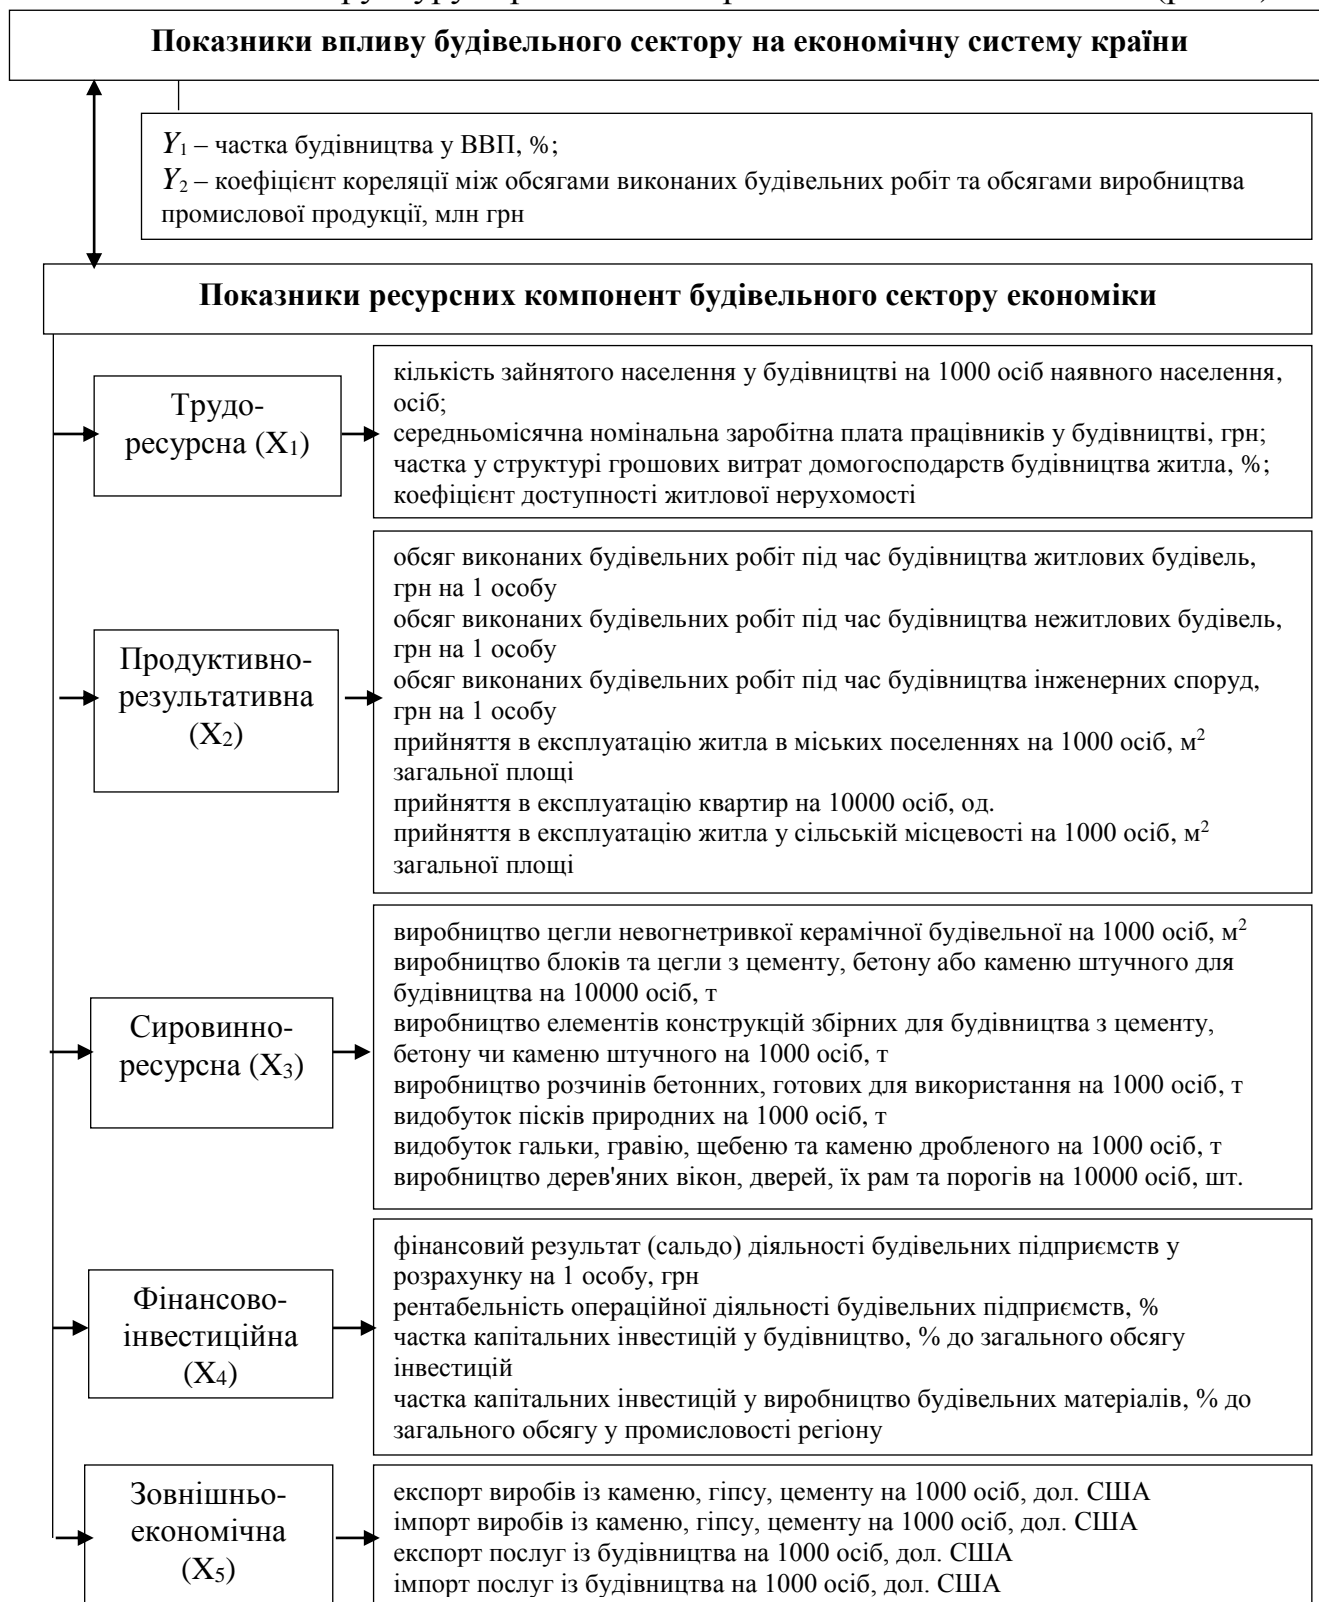 Показники впливу будівельного сектору на економічну систему країни
Y1 – частка будівництва у ВВП, %;
Y2 – коефіцієнт кореляції між обсягами виконаних будівельних робіт та обсягами виробництва
промислової продукції, млн грн
Показники ресурсних компонент будівельного сектору економіки
Трудо-
ресурсна (X1)
кількість зайнятого населення у будівництві на 1000 осіб наявного населення,
осіб;
середньомісячна номінальна заробітна плата працівників у будівництві, грн;
частка у структурі грошових витрат домогосподарств будівництва житла, %;
коефіцієнт доступності житлової нерухомості
Продуктивно-
результативна
(X2)
обсяг виконаних будівельних робіт під час будівництва житлових будівель,
грн на 1 особу
обсяг виконаних будівельних робіт під час будівництва нежитлових будівель,
грн на 1 особу
обсяг виконаних будівельних робіт під час будівництва інженерних споруд,
грн на 1 особу
прийняття в експлуатацію житла в міських поселеннях на 1000 осіб, м2
загальної площі
прийняття в експлуатацію квартир на 10000 осіб, од.
прийняття в експлуатацію житла у сільській місцевості на 1000 осіб, м2
загальної площі
Сировинно-
ресурсна (X3)
виробництво цегли невогнетривкої керамічної будівельної на 1000 осіб, м2
виробництво блоків та цегли з цементу, бетону або каменю штучного для
будівництва на 10000 осіб, т
виробництво елементів конструкцій збірних для будівництва з цементу,
бетону чи каменю штучного на 1000 осіб, т
виробництво розчинів бетонних, готових для використання на 1000 осіб, т
видобуток пісків природних на 1000 осіб, т
видобуток гальки, гравію, щебеню та каменю дробленого на 1000 осіб, т
виробництво дерев'яних вікон, дверей, їх рам та порогів на 10000 осіб, шт.
Фінансово-
інвестиційна
(X4)
фінансовий результат (сальдо) діяльності будівельних підприємств у
розрахунку на 1 особу, грн
рентабельність операційної діяльності будівельних підприємств, %
частка капітальних інвестицій у будівництво, % до загального обсягу
інвестицій
частка капітальних інвестицій у виробництво будівельних матеріалів, % до
загального обсягу у промисловості регіону
Зовнішньо-
економічна
(X5)
експорт виробів із каменю, гіпсу, цементу на 1000 осіб, дол. США
імпорт виробів із каменю, гіпсу, цементу на 1000 осіб, дол. США
експорт послуг із будівництва на 1000 осіб, дол. США
імпорт послуг із будівництва на 1000 осіб, дол. США